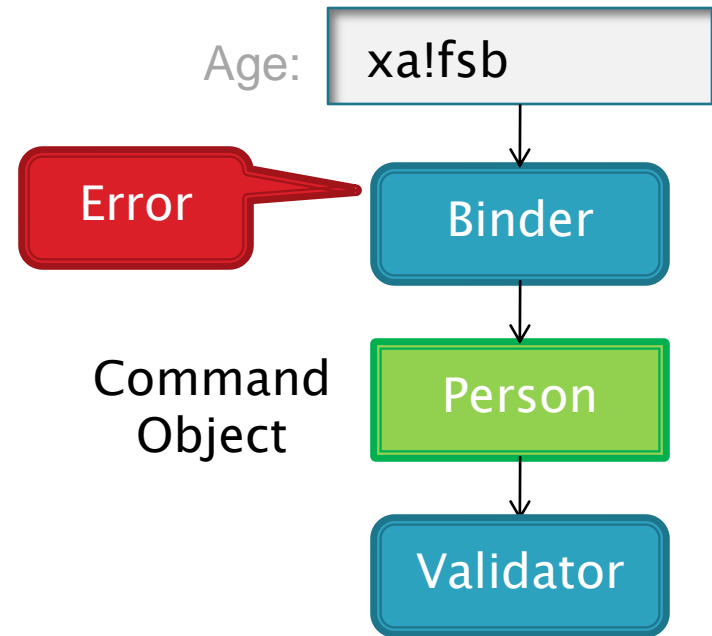 Age: xa!fsb
Error
Binder
Command
Object
Person
Validator